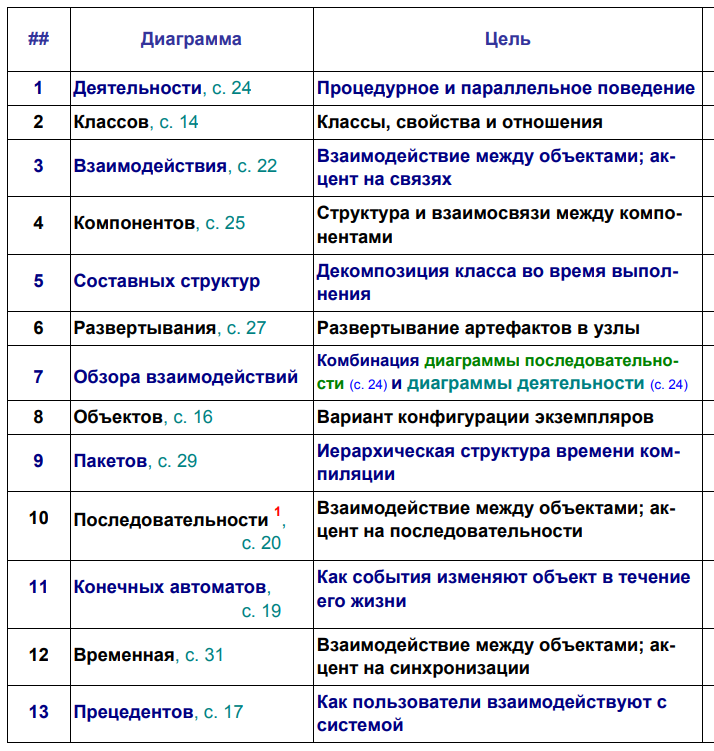 ## Диаграмма Цель
1 Деятельности, с. 24 Процедурное и параллельное поведение
2 Классов, с. 14 Классы, свойства и отношения
3 Взаимодействия, с. 22 Взаимодействие между объектами; ак-
цент на связях
4 Компонентов, с. 25 Структура и взаимосвязи между компо-
нентами
5 Составных структур Декомпозиция класса во время выпол-
нения
6 Развертывания, с. 27 Развертывание артефактов в узлы
7 Обзора взаимодействий Комбинация диаграммы последовательно-
сти (с. 24) и диаграммы деятельности (с. 24)
8 Объектов, с. 16 Вариант конфигурации экземпляров
9 Пакетов, с. 29 Иерархическая структура времени ком-
пиляции
10 Последовательности 1, Взаимодействие между объектами; ак-
с. 20 цент на последовательности
11 Конечных автоматов, Как события изменяют объект в течение
с. 19 его жизни
12 Временная, с. 31 Взаимодействие между объектами; ак-
цент на синхронизации
13 Прецедентов, с. 17 Как пользователи взаимодействуют с
системой